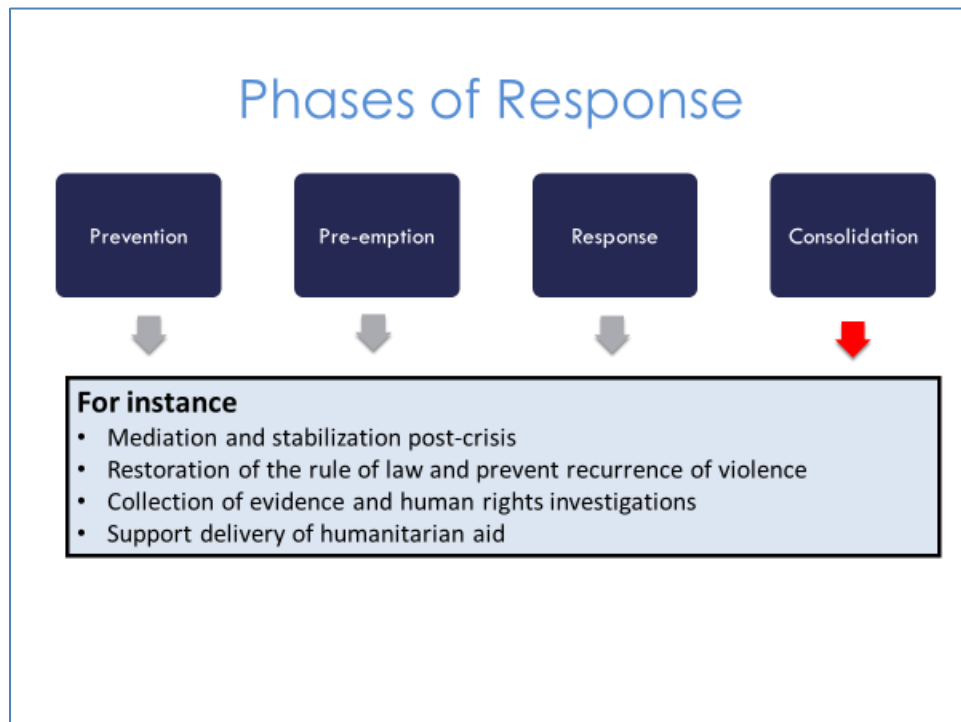 Phases of Response
Prevention
Pre-emption
Response
Consolidation
For instance
• Mediation and stabilization post-crisis
• Restoration of the rule of law and prevent recurrence of violence
• Collection of evidence and human rights investigations
• Support delivery of humanitarian aid